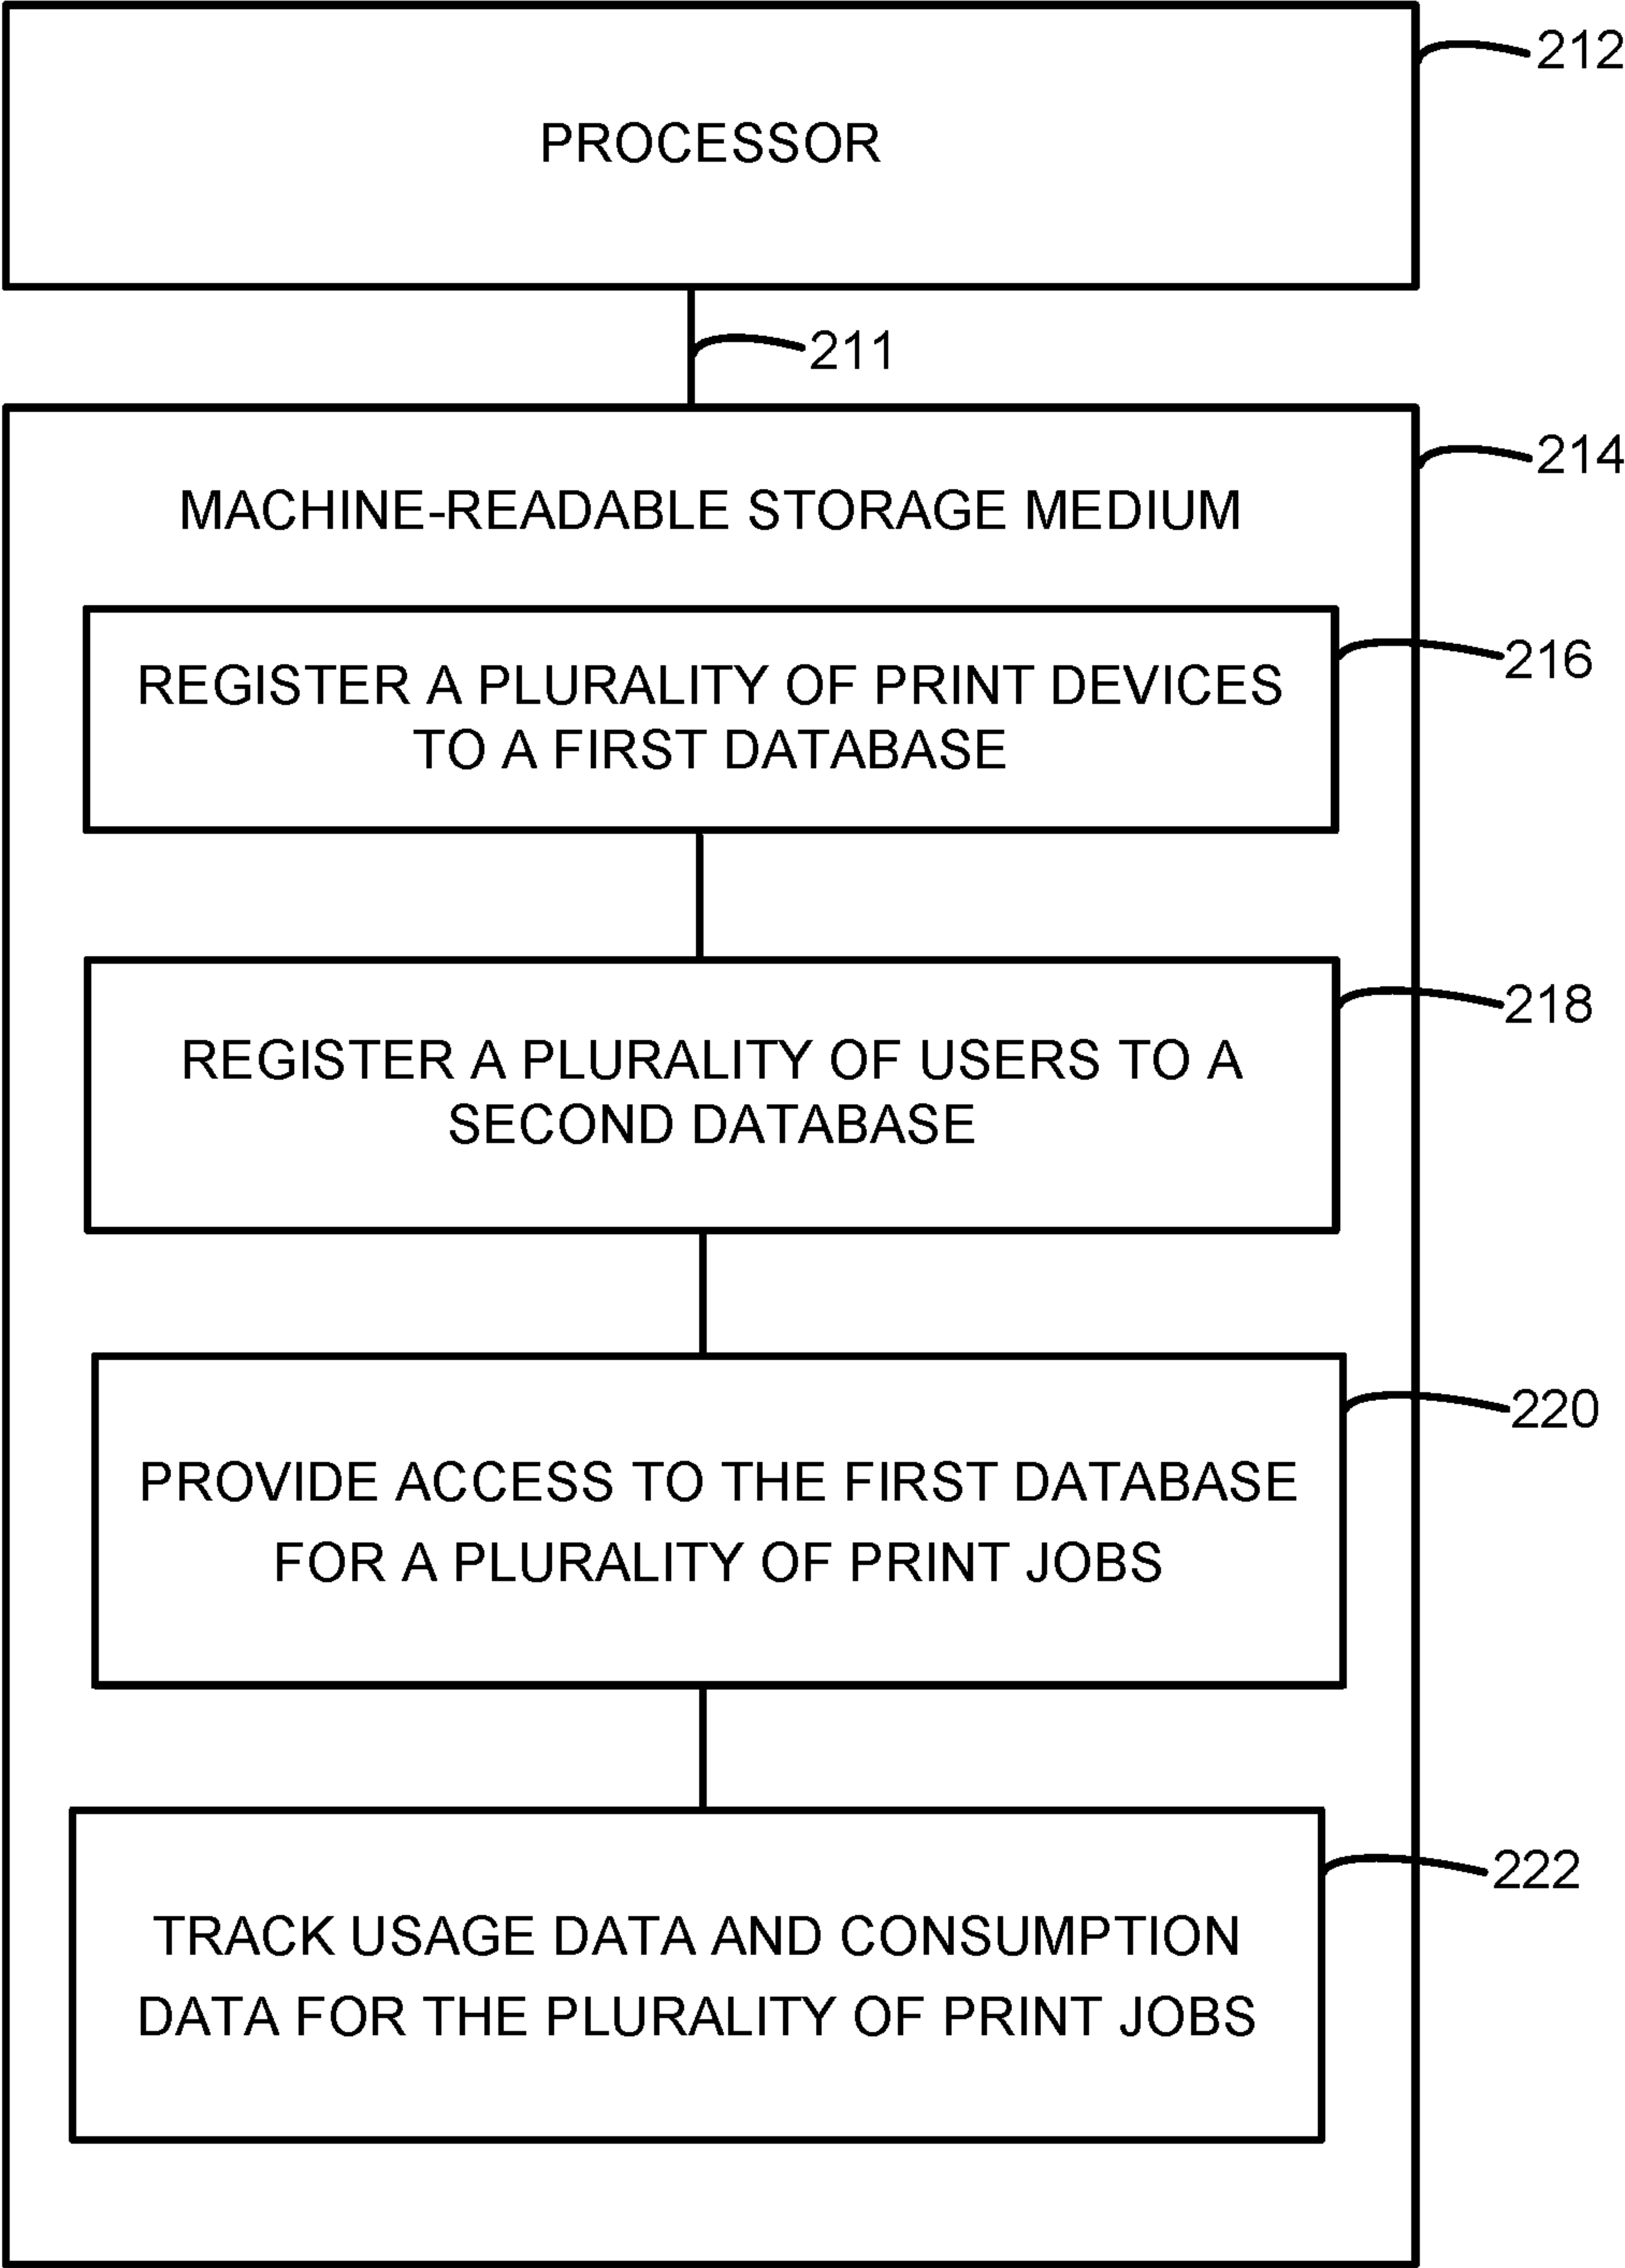 212
PROCESSOR
211
214
MACHINE-READABLE STORAGE MEDIUM
216
REGISTER A PLURALITY OF PRINT DEVICES
TO A FIRST DATABASE
218
REGISTER A PLURALITY OF USERS TO A
SECOND DATABASE
220
PROVIDE ACCESS TO THE FIRST DATABASE
FOR A PLURALITY OF PRINT JOBS
222
TRACK USAGE DATA AND CONSUMPTION
DATA FOR THE PLURALITY OF PRINT JOBS